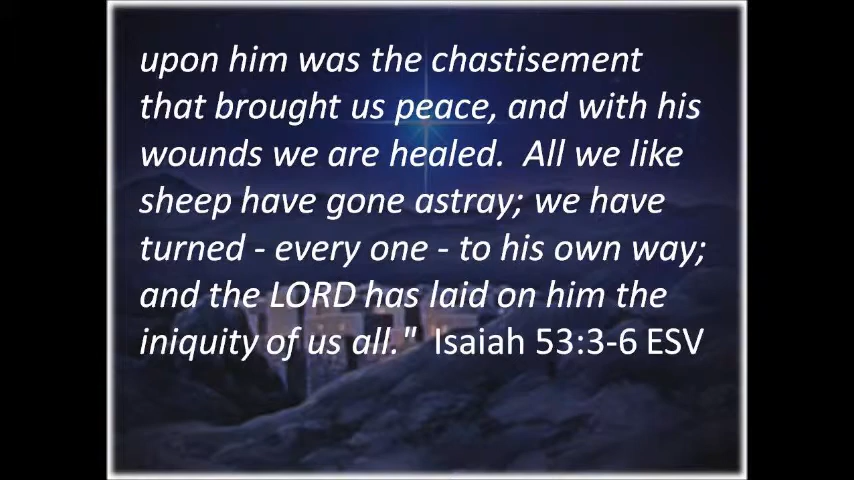 upon him was the chastisement
that brought us peace, and with his
wounds we are healed.  All we like
sheep have gone astray; we have
turned - every one - to his own way;
and the LORD has laid on him the
iniquity of us all."  Isaiah 53:3-6 ESV